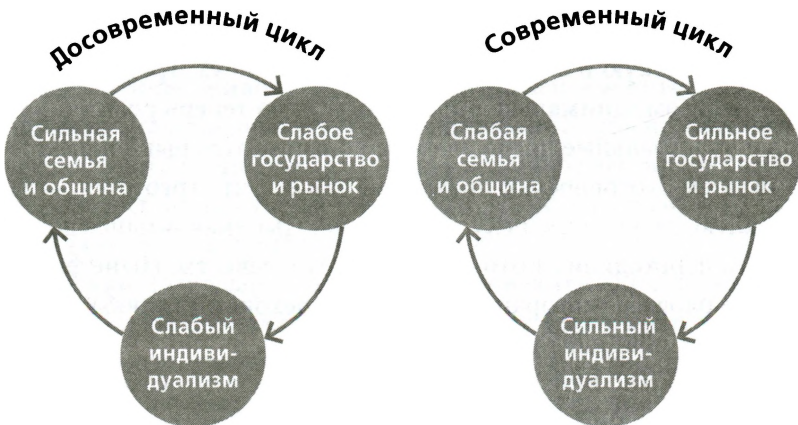 Досовременный цикл
Сильная
семья
и община
Слабое
государство
и рынок
Слабый
индиви-
дуализм
Современный цикл
Слабая
семья
и община
Сильное
государство
и рынок
Сильный
индиви-
дуализм